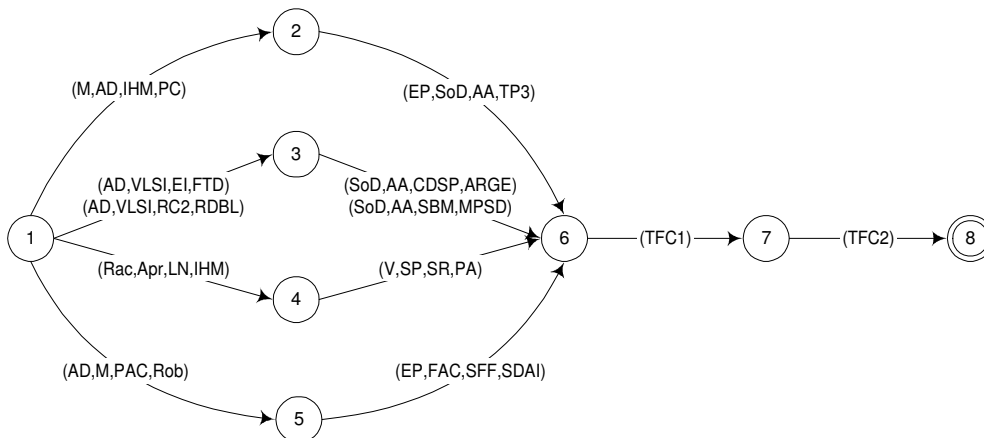 2
(M,AD,IHM,PC)
(EP,SoD,AA,TP3)
3
(AD,VLSI,EI,FTD)
(SoD,AA,CDSP,ARGE)
(AD,VLSI,RC2,RDBL)
(SoD,AA,SBM,MPSD)
1
6
(TFC1)
7
(TFC2)
8
(Rac,Apr,LN,IHM)
(V,SP,SR,PA)
4
(AD,M,PAC,Rob)
(EP,FAC,SFF,SDAI)
5